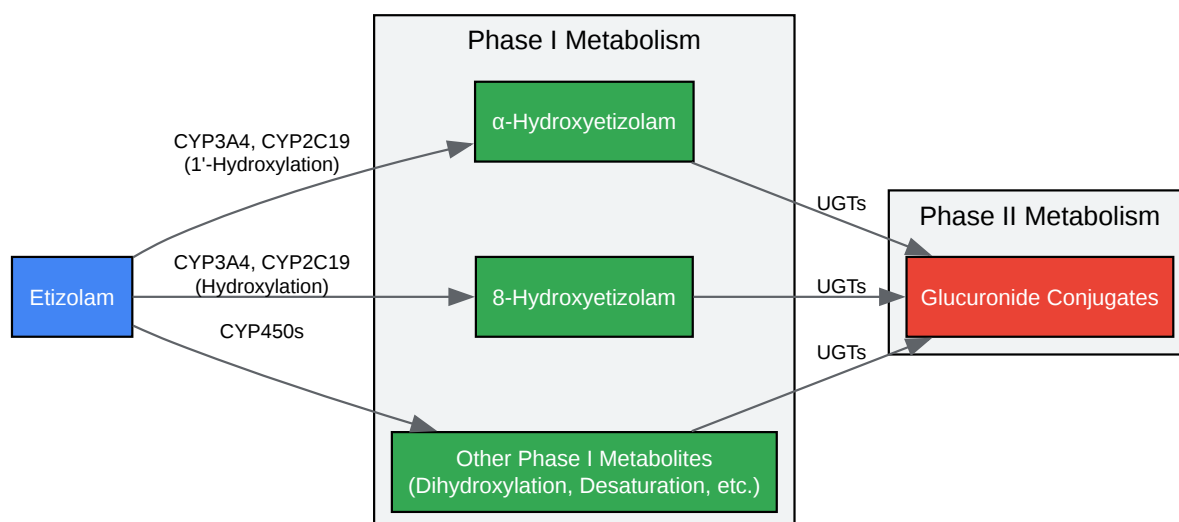 Phase I Metabolism
α-Hydroxyetizolam
CYP3A4, CYP2C19
(1'-Hydroxylation)
UGTs
Phase II Metabolism
Etizolam
CYP3A4, CYP2C19
(Hydroxylation)
8-Hydroxyetizolam
UGTs
Glucuronide Conjugates
CYP450s
UGTs
Other Phase I Metabolites
(Dihydroxylation, Desaturation, etc.)